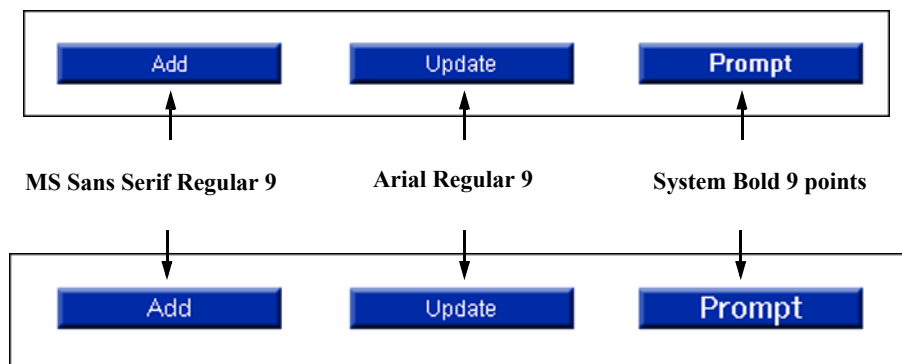 Add Update Prompt
MS Sans Serif Regular 9 Arial Regular 9 System Bold 9 points
Add Update Prompt